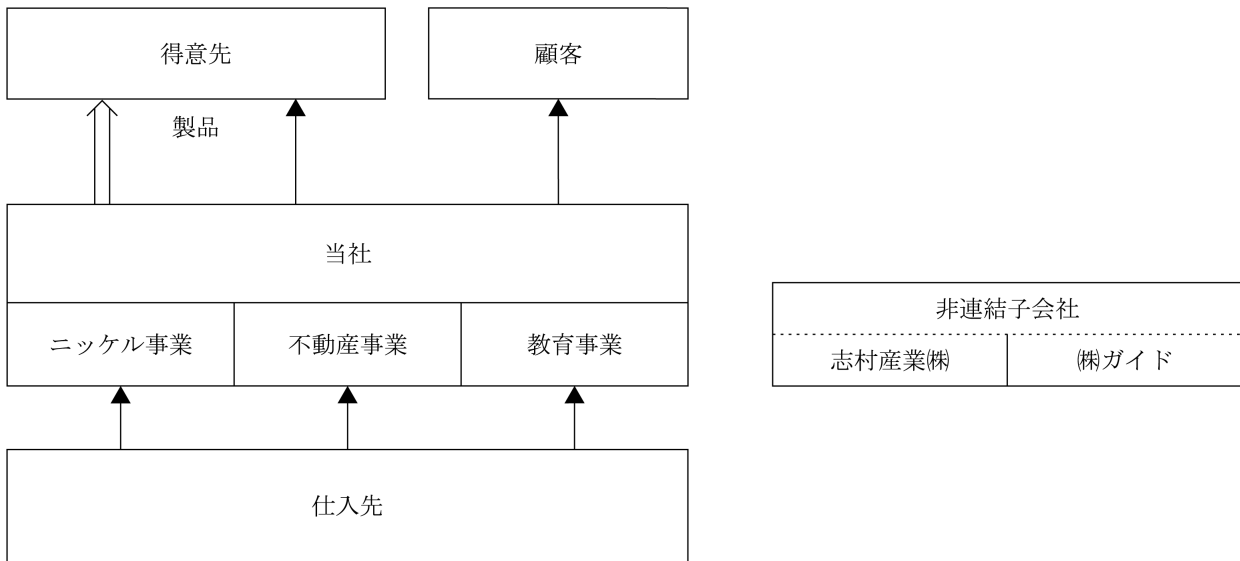 得意先
顧客
製品
当社
ニッケル事業
不動産事業
教育事業
非連結子会社
志村産業㈱
㈱ガイド
仕入先